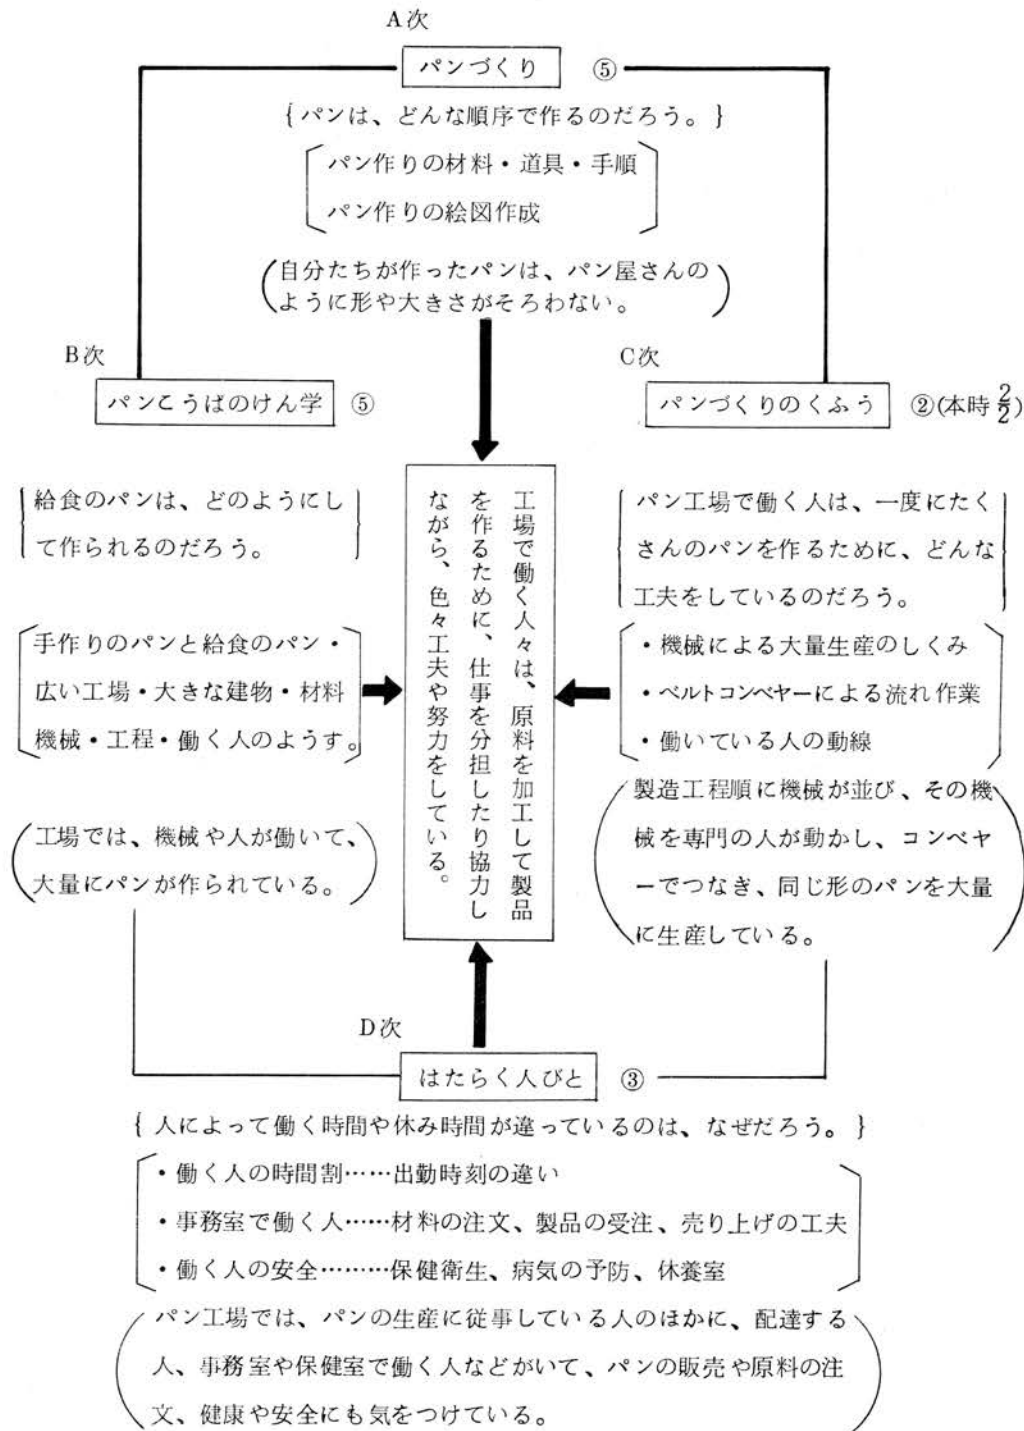 A次
パンづくり ⑤
{パンは、どんな順序で作るのだろう。}
パン作りの材料・道具・手順
パン作りの絵図作成
(自分たちが作ったパンは、パン屋さんの
ように形や大きさがそろわない。)
B次
パンこうばのけん学 ⑤
給食のパンは、どのようにし
て作られるのだろう。
手作りのパンと給食のパン・
広い工場・大きな建物・材料
機械・工程・働く人のようす。
(工場では、機械や人が働いて、
大量にパンが作られている。)
C次
パンづくりのくふう ②(本時2/2)
パン工場で働く人は、一度にたく
さんのパンを作るために、どんな
工夫をしているのだろう。
・機械による大量生産のしくみ
・ベルトコンベヤーによる流れ作業
・働いている人の動線
(製造工程順に機械が並び、その機
械を専門の人が動かし、コンベヤ
ーでつなぎ、同じ形のパンを大量
に生産している。)
工場で働く人々は、原料を加工して製品
を作るために、仕事を分担したり協力し
ながら、色々工夫や努力をしている。
D次
はたらく人びと ③
{人によって働く時間や休み時間が違っているのは、なぜだろう。}
・働く人の時間割……出勤時刻の違い
・事務室で働く人……材料の注文、製品の受注、売り上げの工夫
・働く人の安全………保健衛生、病気の予防、休養室
(パン工場では、パンの生産に従事している人のほかに、配達する
人、事務室や保健室で働く人などがいて、パンの販売や原料の注
文、健康や安全にも気をつけている。)